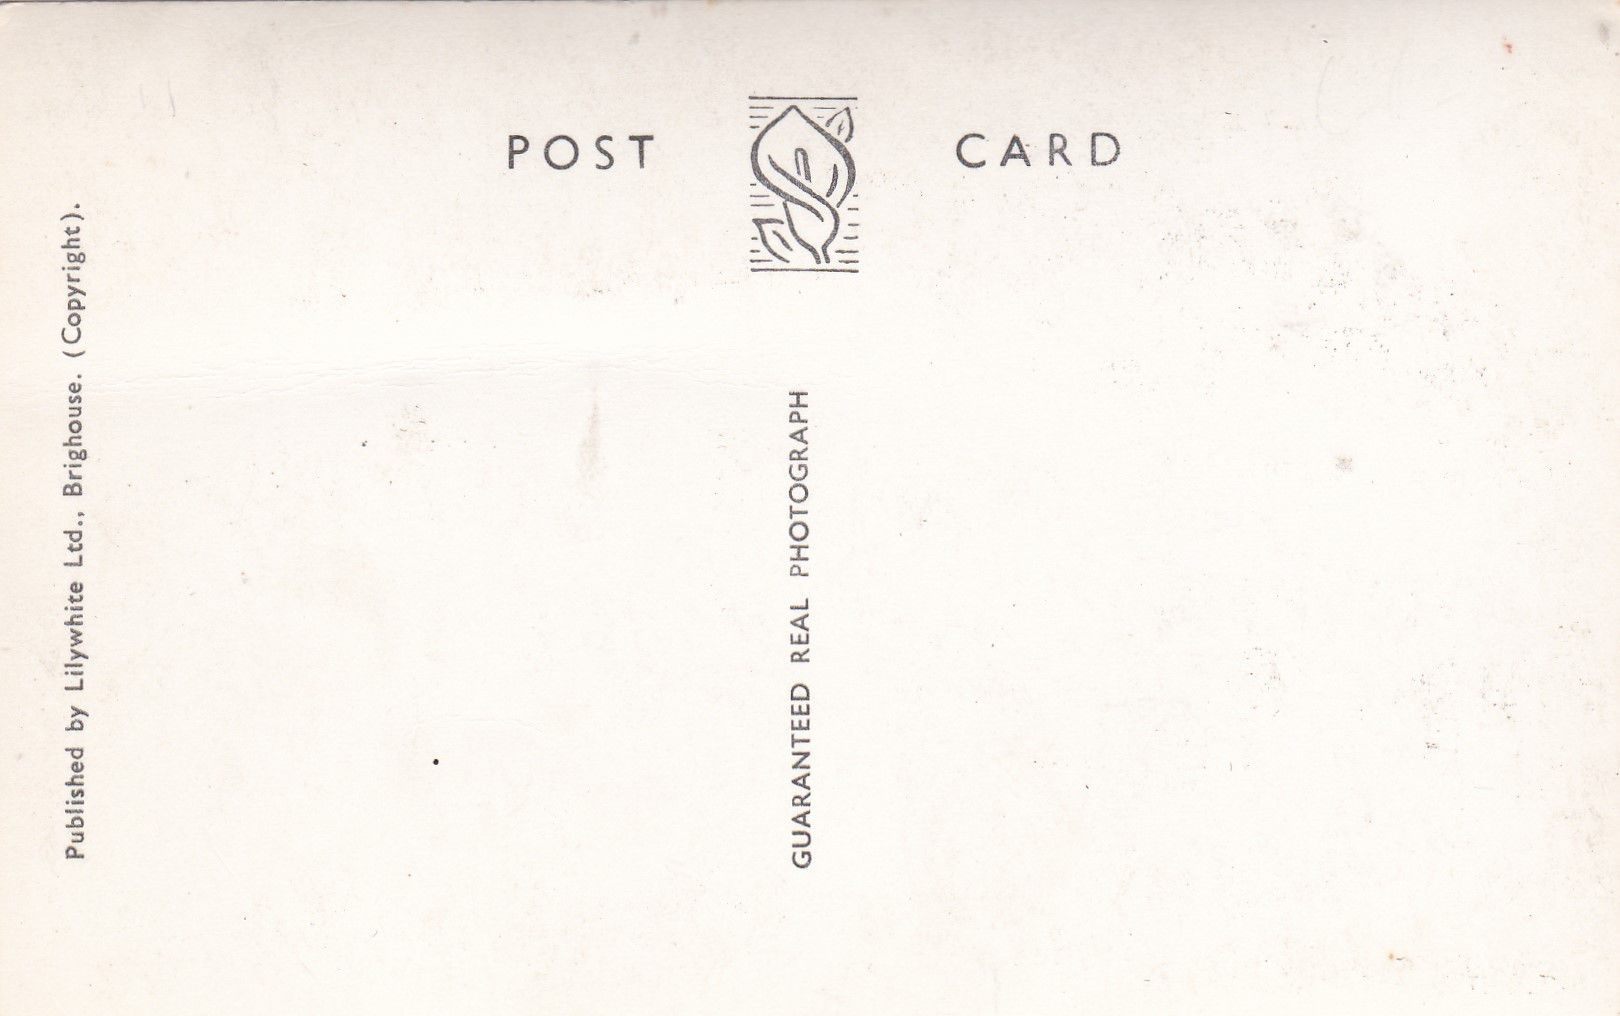 POST CARD
Published by Lilywhite Ltd., Brighouse. (Copyright).
GUARANTEED REAL PHOTOGRAPH